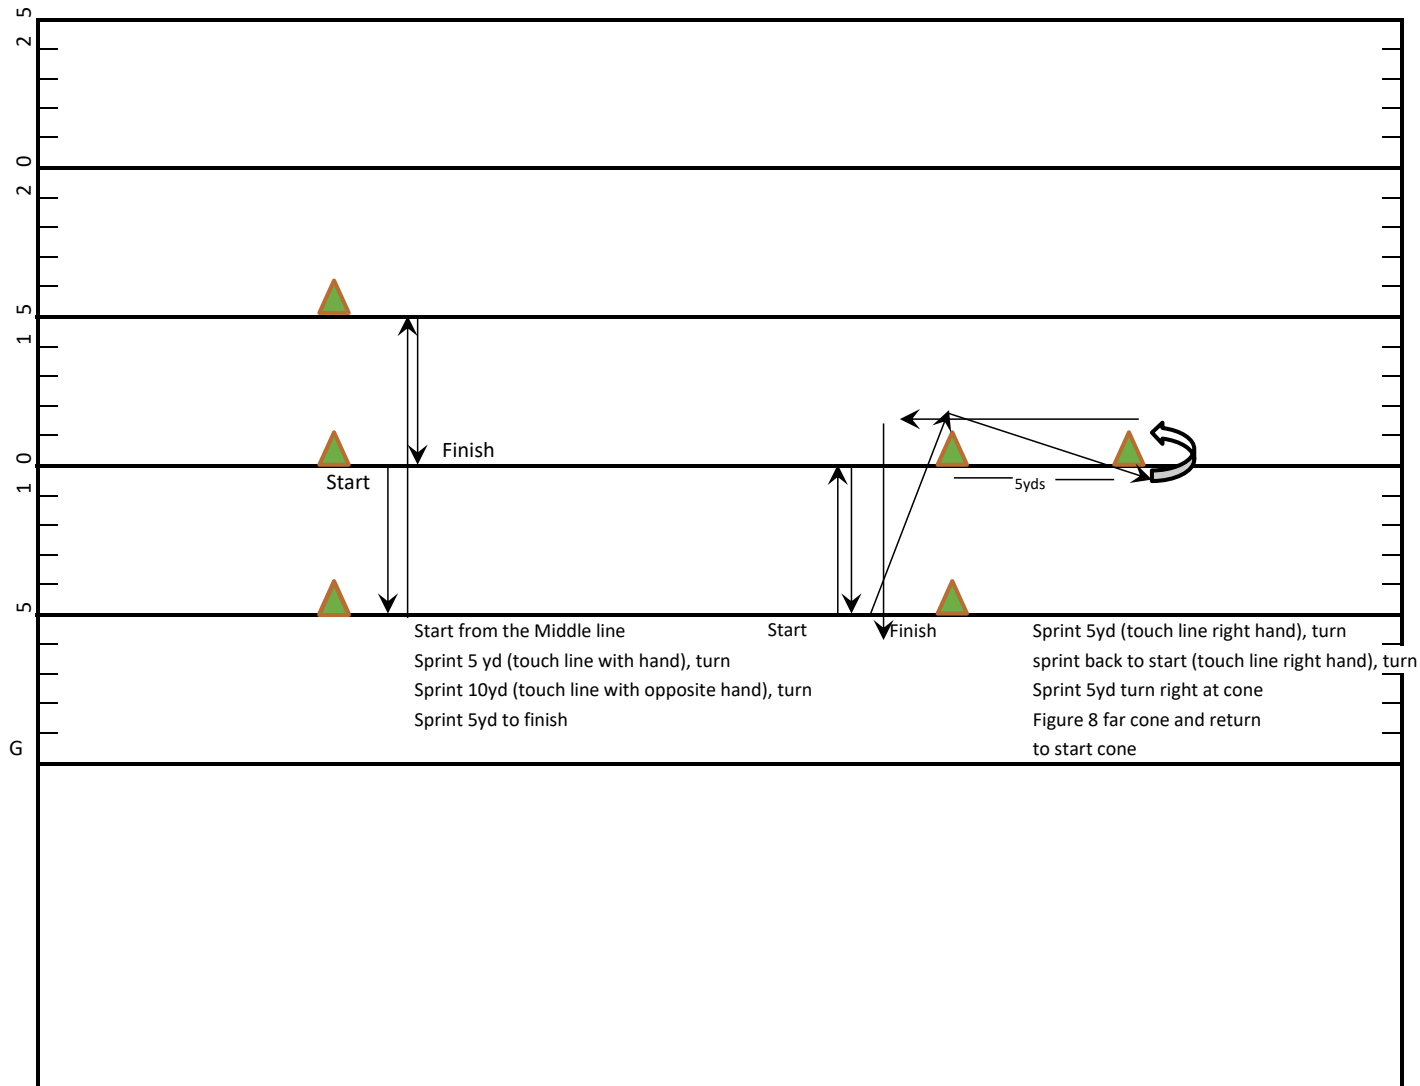 2 5
2 0
1 5
Finish
1 0
Start
5yds
5
Start from the Middle line
Sprint 5 yd (touch line with hand), turn
Sprint 10yd (touch line with opposite hand), turn
Sprint 5yd to finish
Start
Finish
Sprint 5yd (touch line right hand), turn
sprint back to start (touch line right hand), turn
Sprint 5yd turn right at cone
Figure 8 far cone and return
to start cone
G